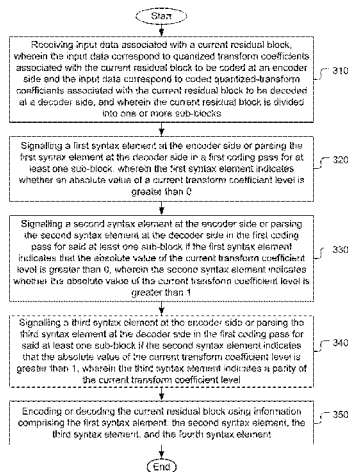 Start
Receiving input data associated with a current residual block,
wherein the input data correspond to quantized transform coefficients
associated with the current residual block to be coded at an encoder
side and the input data correspond to coded quantized-transform
coefficients associated with the current residual block to be decoded
at a decoder side, and wherein the current residual block is divided
into one or more sub-blocks
310
Signalling a first syntax element at the encoder side or parsing the
first syntax element at the decoder side in a first coding pass for at
least one sub-block, wherein the first syntax element indicates
whether an absolute value of a current transform coefficient level is
greater than 0
320
Signalling a second syntax element at the encoder side or parsing
the second syntax element at the decoder side in the first coding
pass for said at least one sub-block if the first syntax element
indicates that the absolute value of the current transform coefficient
level is greater than 0, wherein the second syntax element indicates
whether the absolute value of the current transform coefficient level is
greater than 1
330
Signalling a third syntax element at the encoder side or parsing the
third syntax element at the decoder side in the first coding pass for
said at least one sub-block if the second syntax element indicates
that the absolute value of the current transform coefficient level is
greater than 1, wherein the third syntax element indicates a parity of
the current transform coefficient level
340
Encoding or decoding the current residual block using information
comprising the first syntax element, the second syntax element, the
third syntax element, and the fourth syntax element
350
End